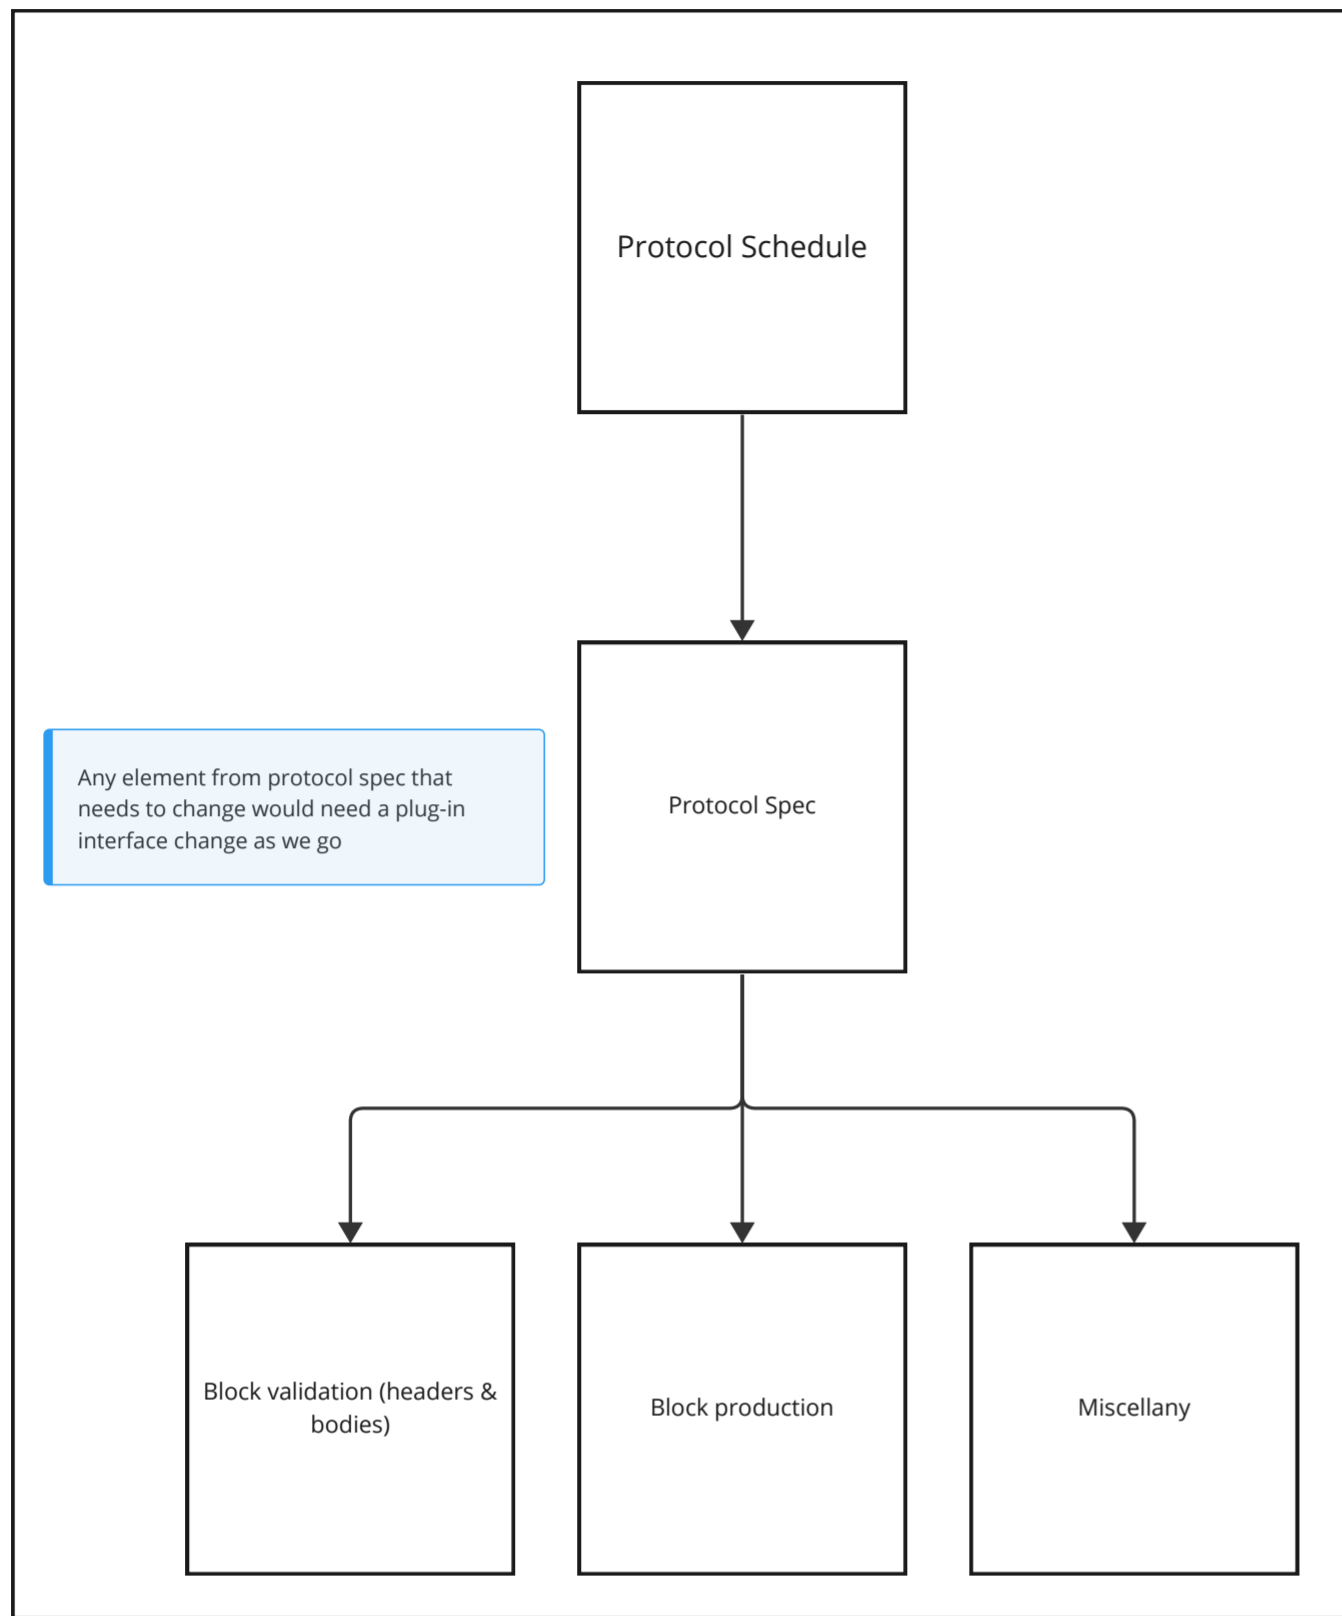 Protocol Schedule
Any element from protocol spec that
needs to change would need a plug-in
interface change as we go
Protocol Spec
Block validation (headers &
bodies)
Block production
Miscellany